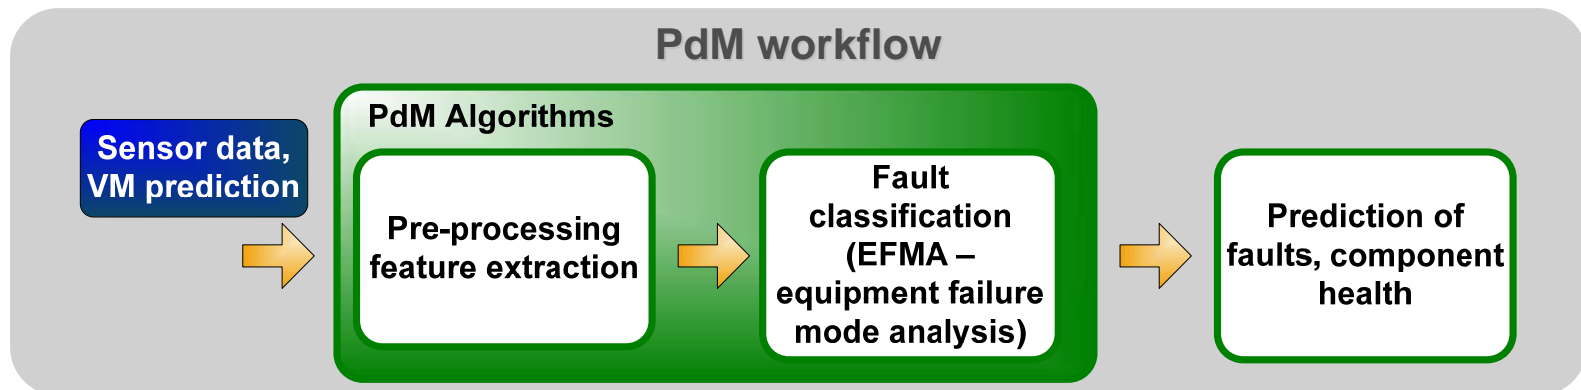 PdM workflow
PdM Algorithms
Sensor data,
VM prediction
Pre-processing
feature extraction
Fault
classification
(EFMA –
equipment failure
mode analysis)
Prediction of
faults, component
health